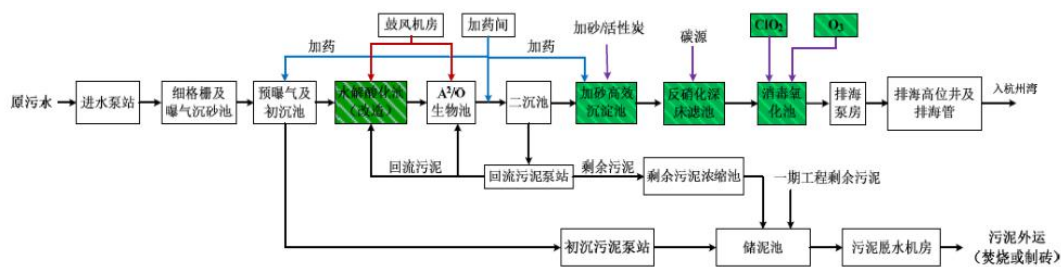 鼓风机房
加药间
加砂/活性炭
碳源
ClO₂
O₃
加药
加药
原污水
进水泵站
细格栅及
曝气沉砂池
预曝气及
初沉池
水解酸化池
(改造)
A²/O
生物池
二沉池
加砂高效
沉淀池
反硝化深
床滤池
消毒氧化池
排海
泵房
排海高位井及
排海管
入杭州湾
回流污泥
回流污泥泵站
剩余污泥
剩余污泥浓缩池
一期工程剩余污泥
初沉污泥泵站
储泥池
污泥脱水机房
污泥外运
(焚烧或制砖)